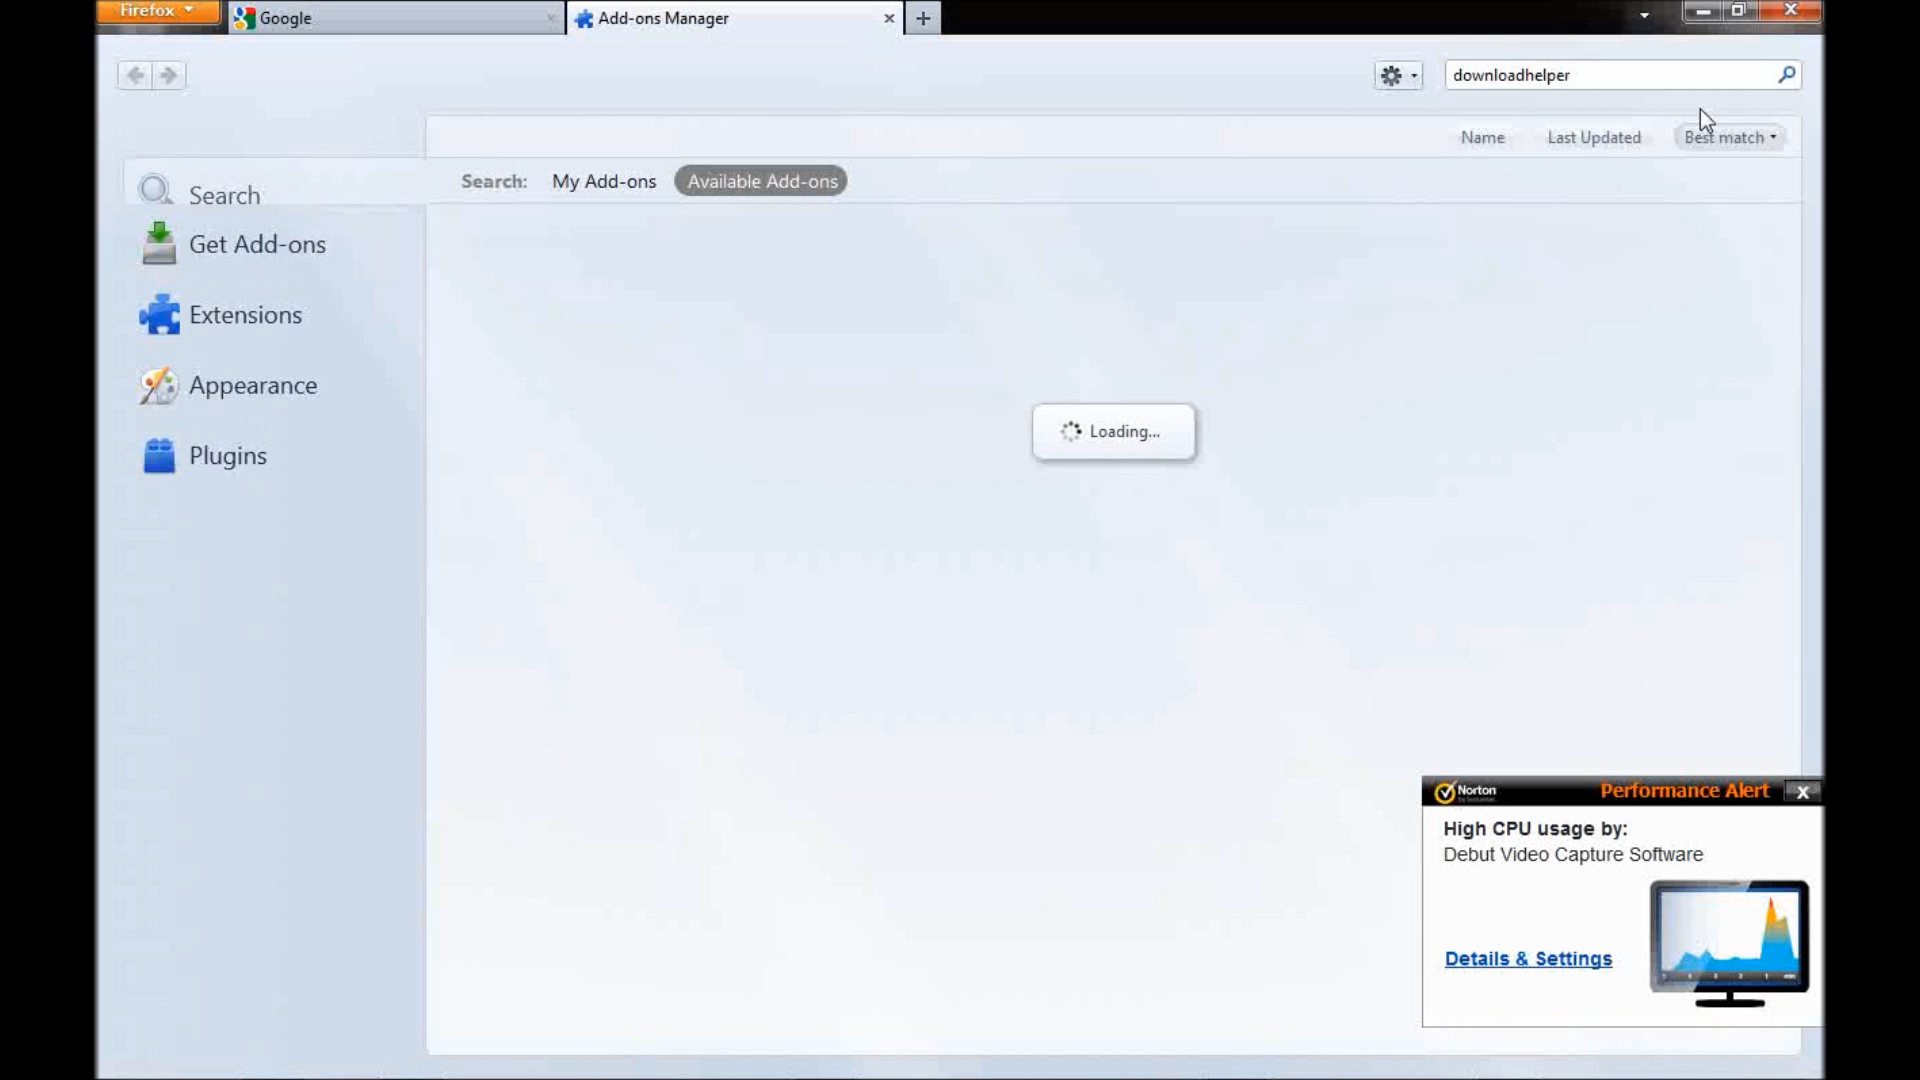 Firefox
Google
Add-ons Manager
downloadhelper
Name
Last Updated
Best match
Search:
My Add-ons
Available Add-ons
Search
Get Add-ons
Extensions
Appearance
Plugins
Loading...
Norton
Performance Alert
High CPU usage by:
Debut Video Capture Software
Details & Settings